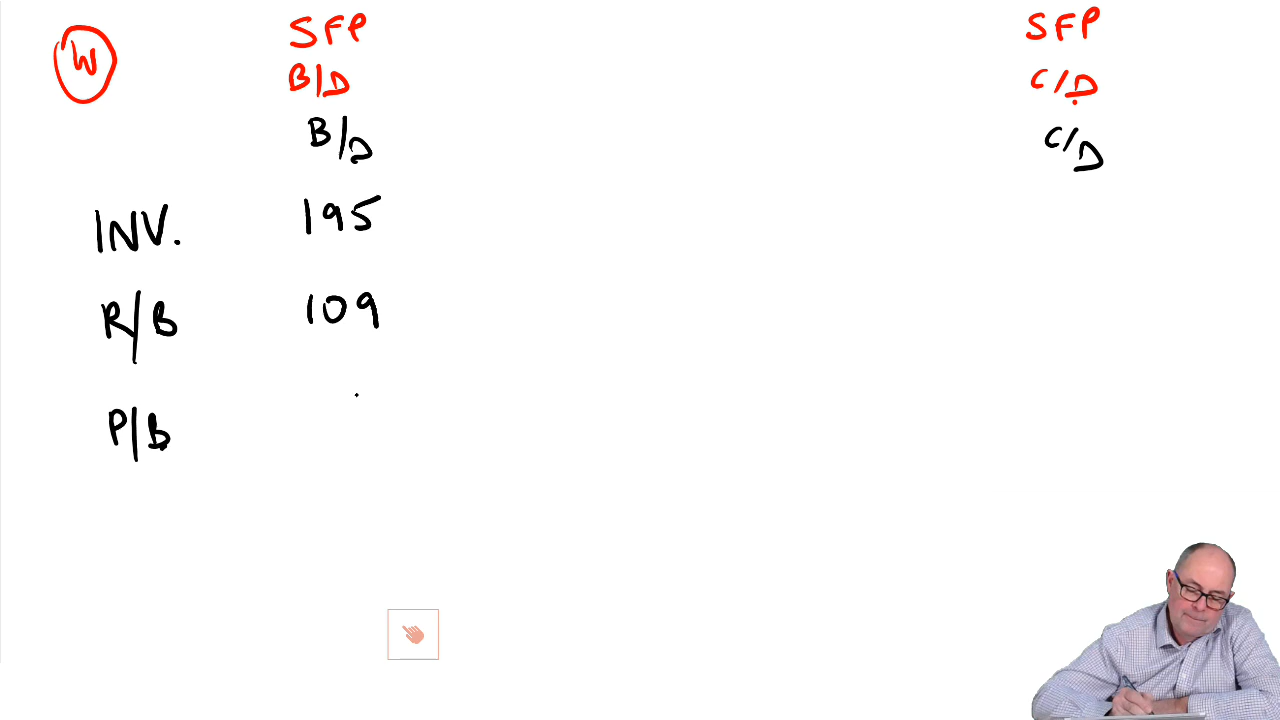 W SFP SFP
B/D C/D
B/D C/D
INV. 195
R/B 109
P/B